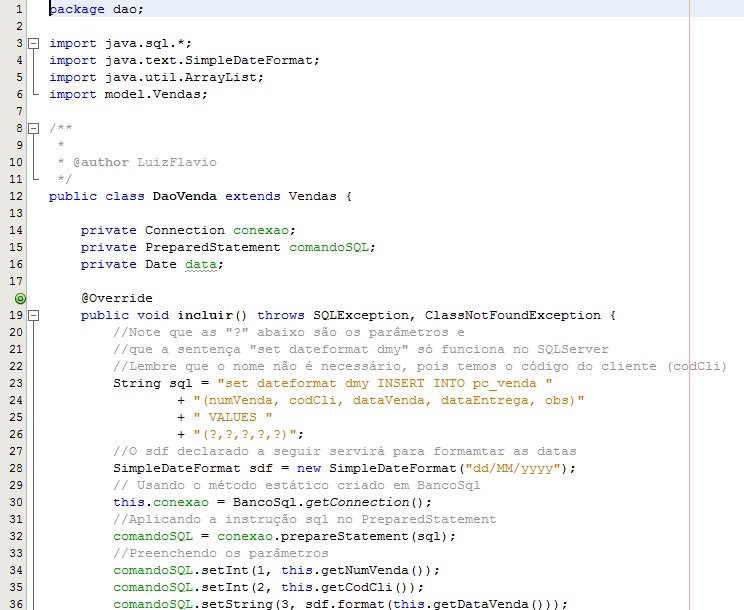 1 package dao;
2
3 import java.sql.*;
4 import java.text.SimpleDateFormat;
5 import java.util.ArrayList;
6 import model.Vendas;
7
8 /**
9  *
10  * @author LuizFlavio
11  */
12 public class DaoVenda extends Vendas {
13
14     private Connection conexao;
15     private PreparedStatement comandoSQL;
16     private Date data;
17
    @Override
19     public void incluir() throws SQLException, ClassNotFoundException {
20         //Note que as "?" abaixo são os parâmetros e
21         //que a sentença "set dateformat dmy" só funciona no SQLServer
22         //Lembre que o nome não é necessário, pois temos o código do cliente (codCli)
23         String sql = "set dateformat dmy INSERT INTO pc_venda "
24                 + "(numVenda, codCli, dataVenda, dataEntrega, obs)"
25                 + " VALUES "
26                 + "(?,?,?,?,?)";
27         //O sdf declarado a seguir servirá para formamtar as datas
28         SimpleDateFormat sdf = new SimpleDateFormat("dd/MM/yyyy");
29         // Usando o método estático criado em BancoSql
30         this.conexao = BancoSql.getConnection();
31         //Aplicando a instrução sql no PreparedStatement
32         comandoSQL = conexao.prepareStatement(sql);
33         //Preenchendo os parâmetros
34         comandoSQL.setInt(1, this.getNumVenda());
35         comandoSQL.setInt(2, this.getCodCli());
36         comandoSQL.setString(3, sdf.format(this.getDataVenda()));